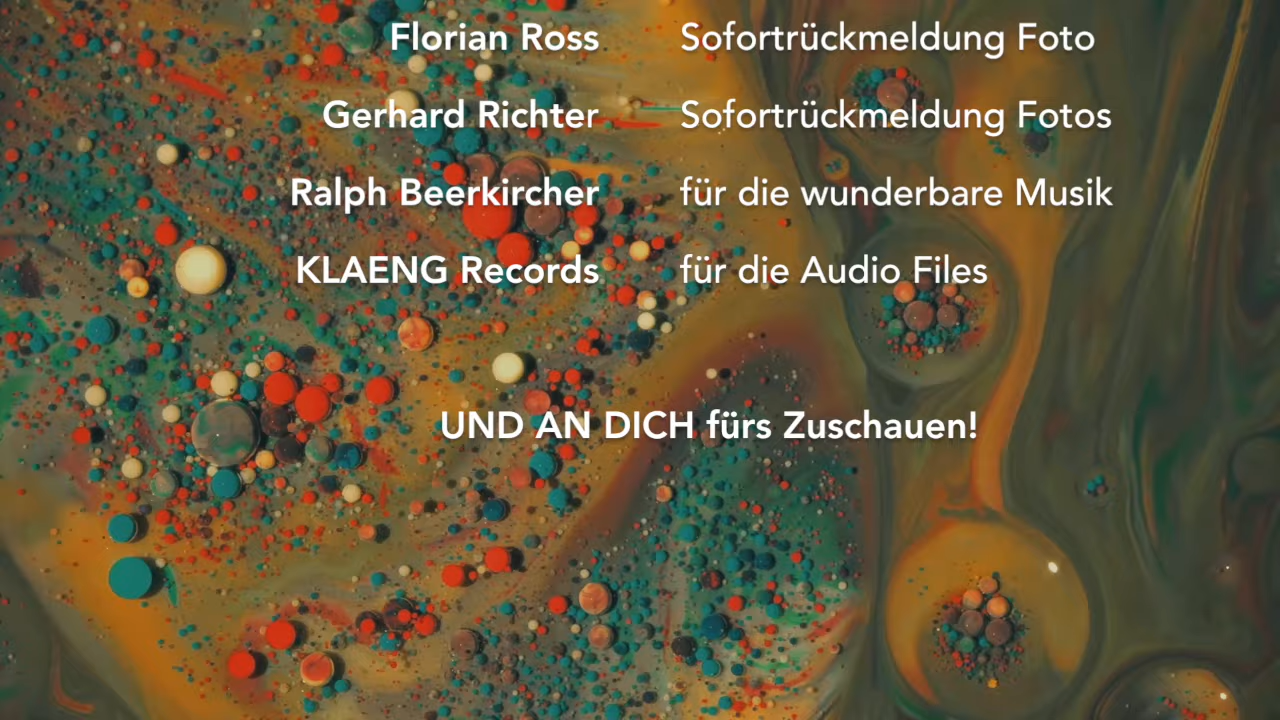 Florian Ross Sofortrückmeldung Foto
Gerhard Richter Sofortrückmeldung Fotos
Ralph Beerkircher für die wunderbare Musik
KLAENG Records für die Audio Files
UND AN DICH fürs Zuschauen!